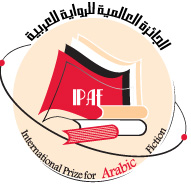 الجائزة العالمية للرواية العربية
IPAF
International Prize for Arabic Fiction